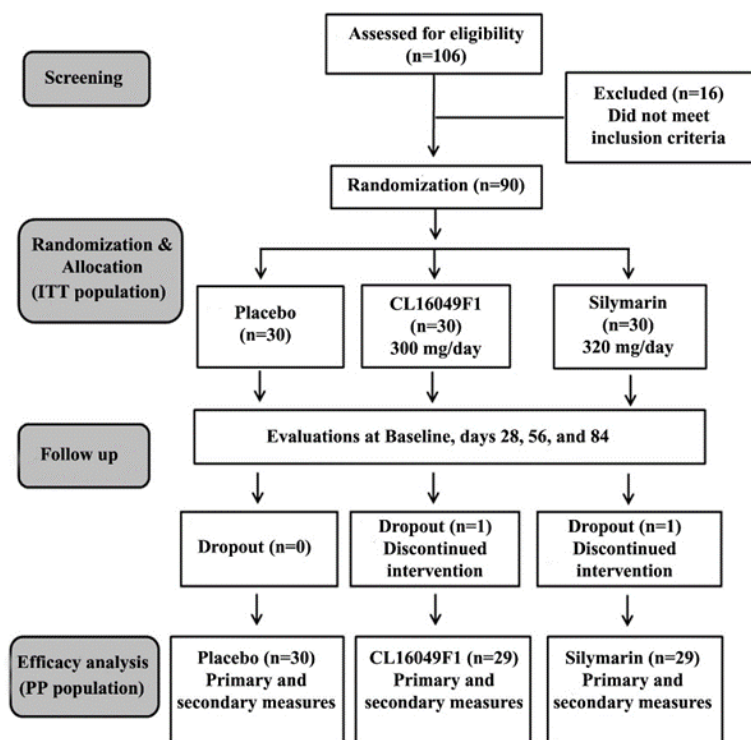 Assessed for eligibility
(n=106)
Screening
Excluded (n=16)
Did not meet
inclusion criteria
Randomization (n=90)
Randomization &
Allocation
(ITT population)
Placebo
(n=30)
CL16049F1
(n=30)
300 mg/day
Silymarin
(n=30)
320 mg/day
Follow up
Evaluations at Baseline, days 28, 56, and 84
Dropout (n=0)
Dropout (n=1)
Discontinued
intervention
Dropout (n=1)
Discontinued
intervention
Efficacy analysis
(PP population)
Placebo (n=30)
Primary and
secondary measures
CL16049F1 (n=29)
Primary and
secondary measures
Silymarin (n=29)
Primary and
secondary measures